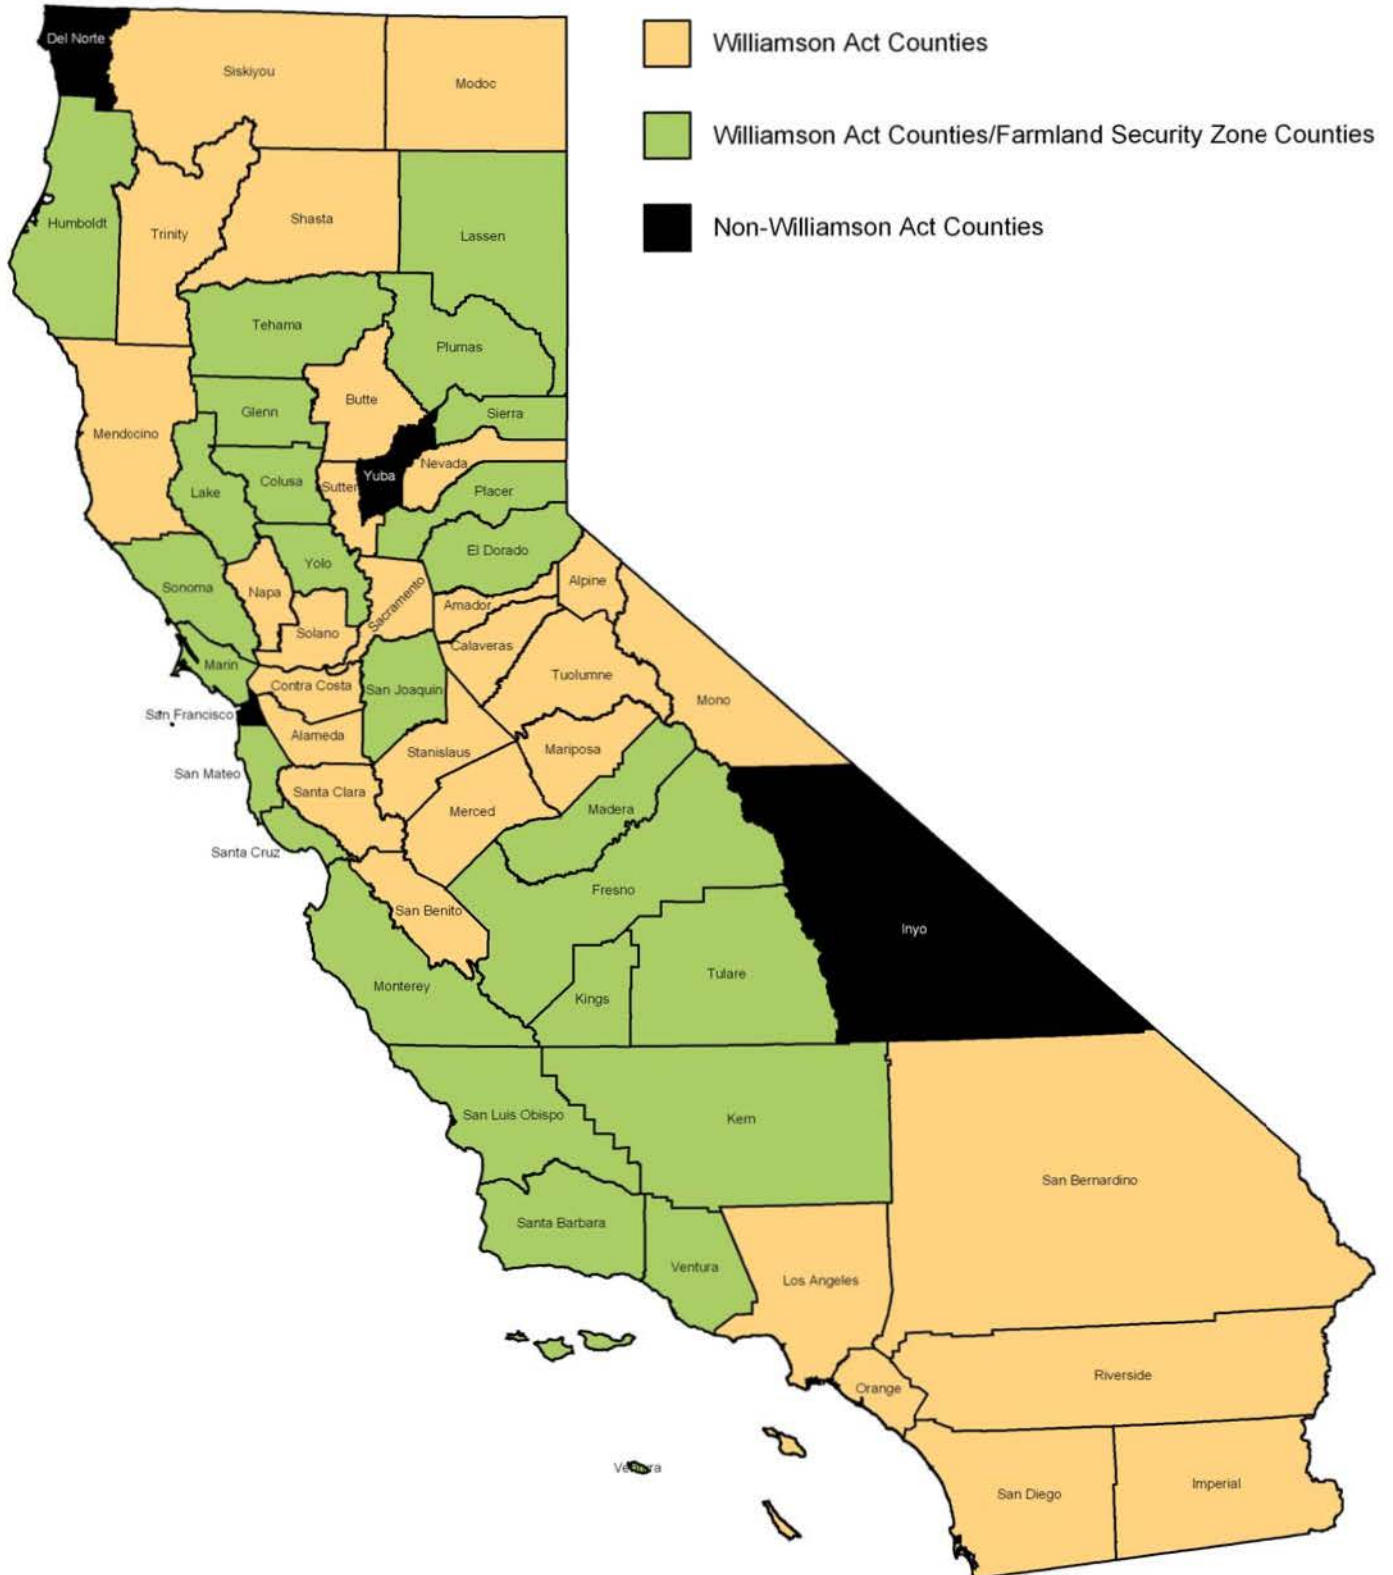 Williamson Act Counties
Williamson Act Counties/Farmland Security Zone Counties
Non-Williamson Act Counties
Del Norte
Siskiyou
Modoc
Humboldt
Trinity
Shasta
Lassen
Tehama
Plumas
Mendocino
Glenn
Butte
Sierra
Lake
Colusa
Sutter
Yuba
Nevada
Placer
Sonoma
Napa
Yolo
El Dorado
Alpine
Sacramento
Amador
Solano
Calaveras
Marin
Contra Costa
San Joaquin
Tuolumne
Mono
San Francisco
Alameda
Stanislaus
Mariposa
San Mateo
Santa Clara
Merced
Madera
Santa Cruz
San Benito
Fresno
Inyo
Monterey
Kings
Tulare
San Luis Obispo
Kern
San Bernardino
Santa Barbara
Ventura
Los Angeles
Orange
Riverside
Ventura
San Diego
Imperial